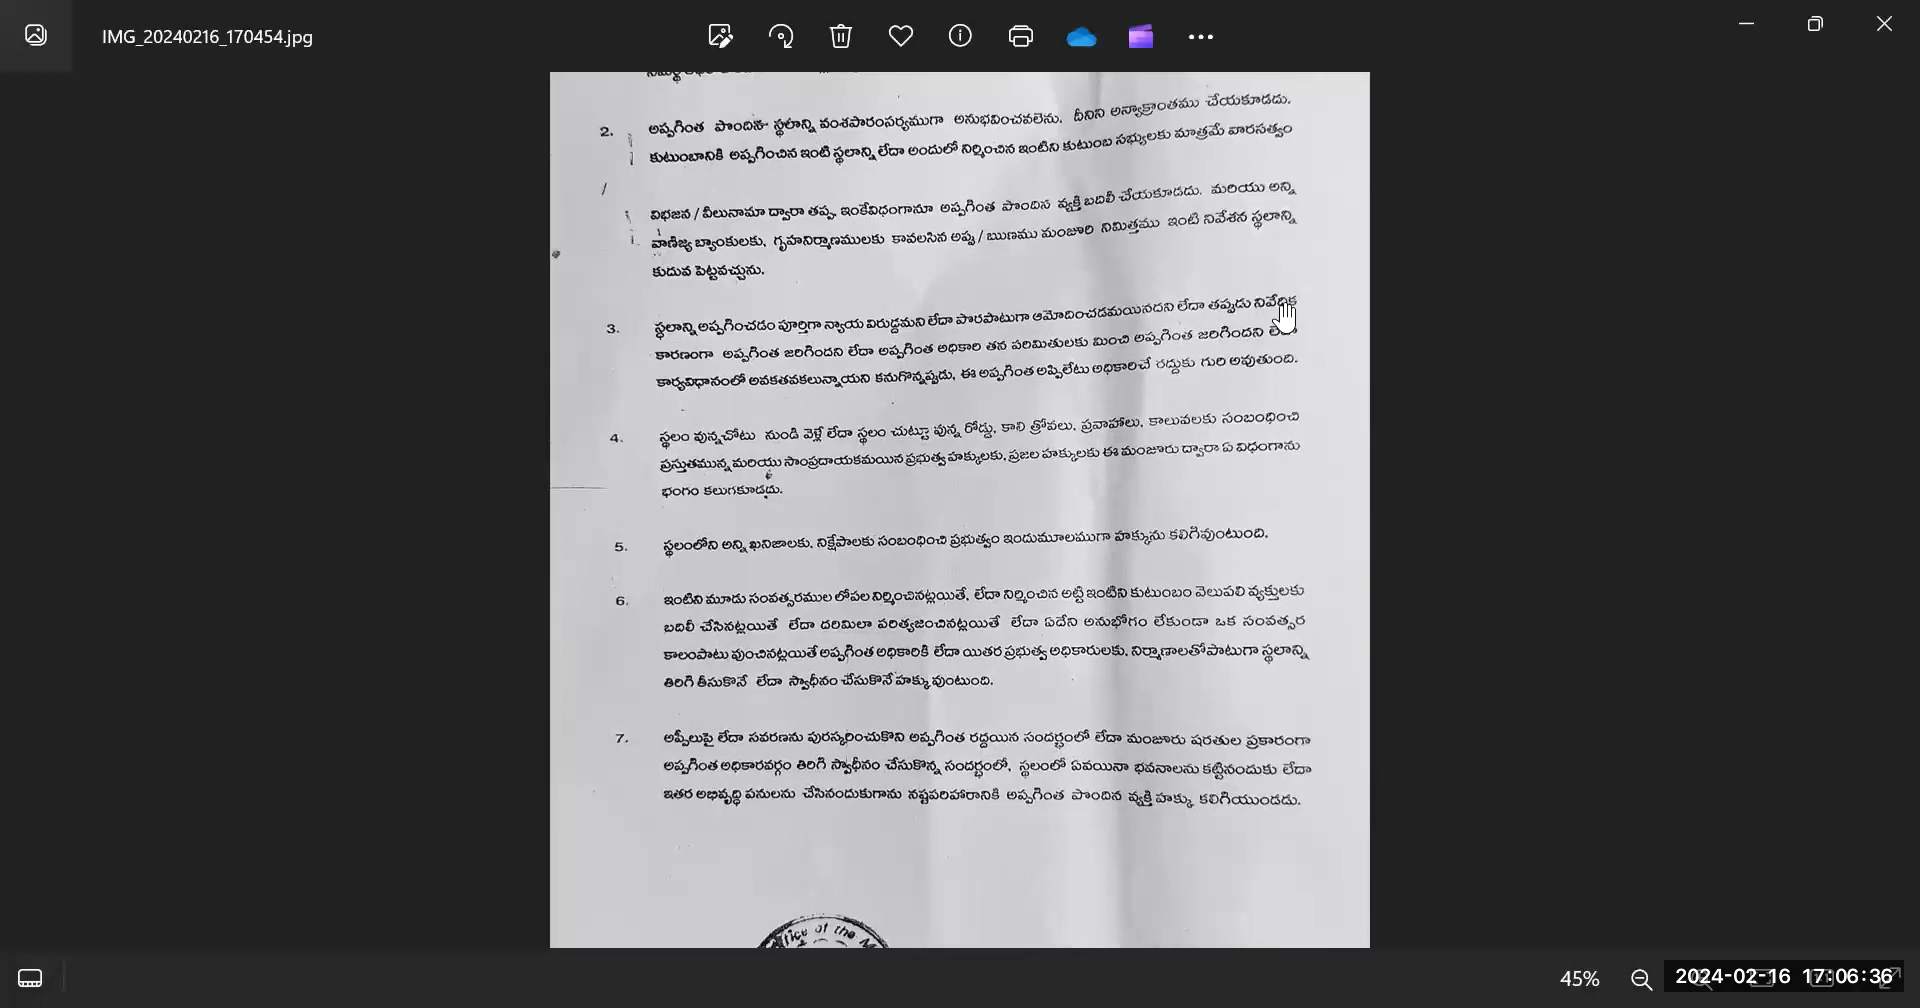 IMG_20240216_170454.jpg
2. అప్పగింత పొందిన స్థలాన్ని వంశపారంపర్యముగా అనుభవించవలెను. దీనిని అన్యాక్రాంతము చేయకూడదు.
కుటుంబానికి అప్పగించిన ఇంటి స్థలాన్ని లేదా అందులో నిర్మించిన ఇంటిని కుటుంబ సభ్యులకు మాత్రమే వారసత్వం
విభజన / వీలునామా ద్వారా తప్ప, ఇంకేవిధంగానూ అప్పగింత పొందిన వ్యక్తి బదిలీ చేయకూడదు. మరియు అన్ని
వాణిజ్య బ్యాంకులకు, గృహనిర్మాణములకు కావలసిన అప్పు / ఋణము మంజూరి నిమిత్తము ఇంటి నివేశన స్థలాన్ని
కుదువ పెట్టవచ్చును.
3. స్థలాన్ని అప్పగించడం పూర్తిగా న్యాయ విరుద్దమని లేదా పొరపాటుగా ఆమోదించడమయినదని లేదా తప్పుడు నివేదిక
కారణంగా అప్పగింత జరిగిందని లేదా అప్పగింత అధికారి తన పరిమితులకు మించి అప్పగింత జరిగిందని లేదా
కార్యవిధానంలో అవకతవకలున్నాయని కనుగొన్నప్పుడు, ఈ అప్పగింత అప్పిలేటు అధికారిచే రద్దుకు గురి అవుతుంది.
4. స్థలం వున్నచోటు నుండి వెళ్లే లేదా స్థలం చుట్టూ వున్న రోడ్డు, కాలి త్రోవలు, ప్రవాహాలు, కాలువలకు సంబంధించి
ప్రస్తుతమున్న మరియు సాంప్రదాయకమయిన ప్రభుత్వ హక్కులకు, ప్రజల హక్కులకు ఈ మంజూరు ద్వారా ఏ విధంగాను
భంగం కలుగకూడదు.
5. స్థలంలోని అన్ని ఖనిజాలకు, నిక్షేపాలకు సంబంధించి ప్రభుత్వం ఇందుమూలముగా హక్కును కలిగివుంటుంది.
6. ఇంటిని మూడు సంవత్సరముల లోపల నిర్మించినట్లయితే, లేదా నిర్మించిన అట్టి ఇంటిని కుటుంబం వెలుపలి వ్యక్తులకు
బదిలీ చేసినట్లయితే లేదా దరిమిలా పరిత్యజించినట్లయితే లేదా ఏదేని అనుభోగం లేకుండా ఒక సంవత్సర
కాలంపాటు వుంచినట్లయితే అప్పగింత అధికారికి లేదా యితర ప్రభుత్వ అధికారులకు, నిర్మాణాలతోపాటుగా స్థలాన్ని
తిరిగి తీసుకొనే లేదా స్వాధీనం చేసుకొనే హక్కు వుంటుంది.
7. అప్పీలుపై లేదా సవరణను పురస్కరించుకొని అప్పగింత రద్దయిన సందర్భంలో లేదా మంజూరు షరతుల ప్రకారంగా
అప్పగింత అధికారవర్గం తిరిగి స్వాధీనం చేసుకొన్న సందర్భంలో, స్థలంలో ఏవయినా భవనాలను కట్టినందుకు లేదా
ఇతర అభివృద్ధి పనులను చేసినందుకుగాను నష్టపరిహారానికి అప్పగింత పొందిన వ్యక్తి హక్కు కలిగియుండడు.
of the
45%
2024-02-16 17:06:36